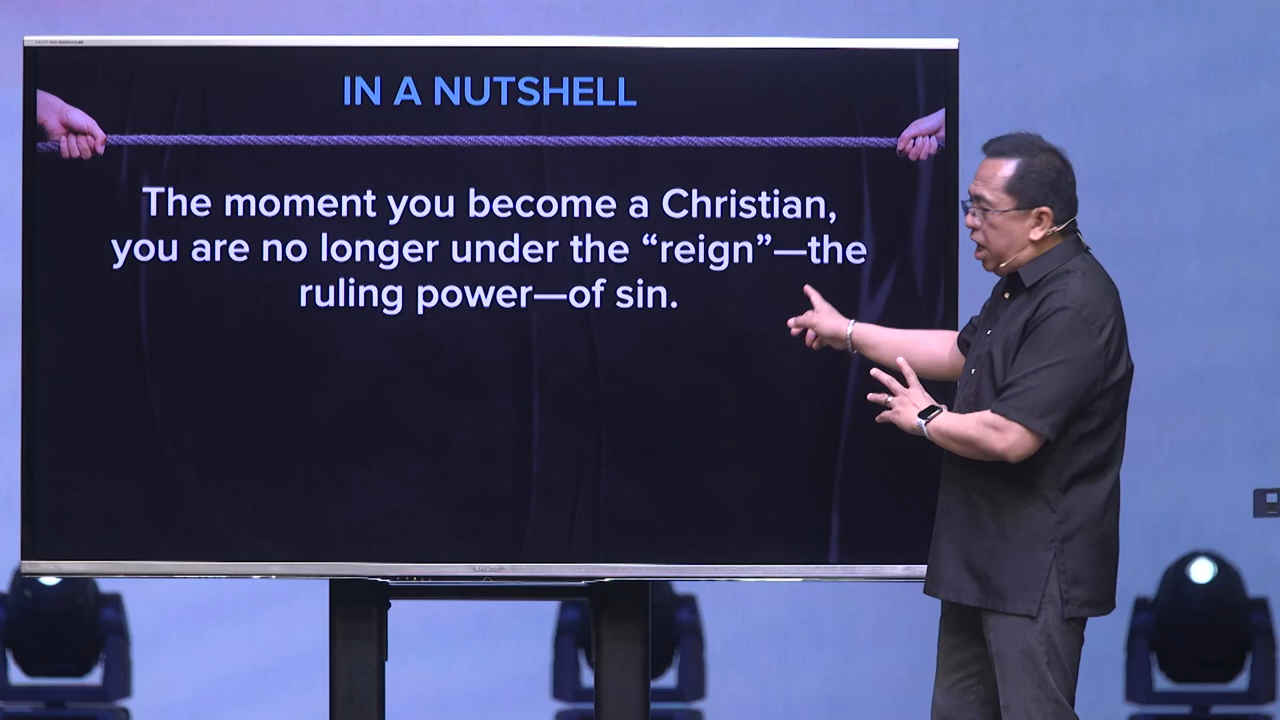 IN A NUTSHELL
The moment you become a Christian,
you are no longer under the “reign”—the
ruling power—of sin.